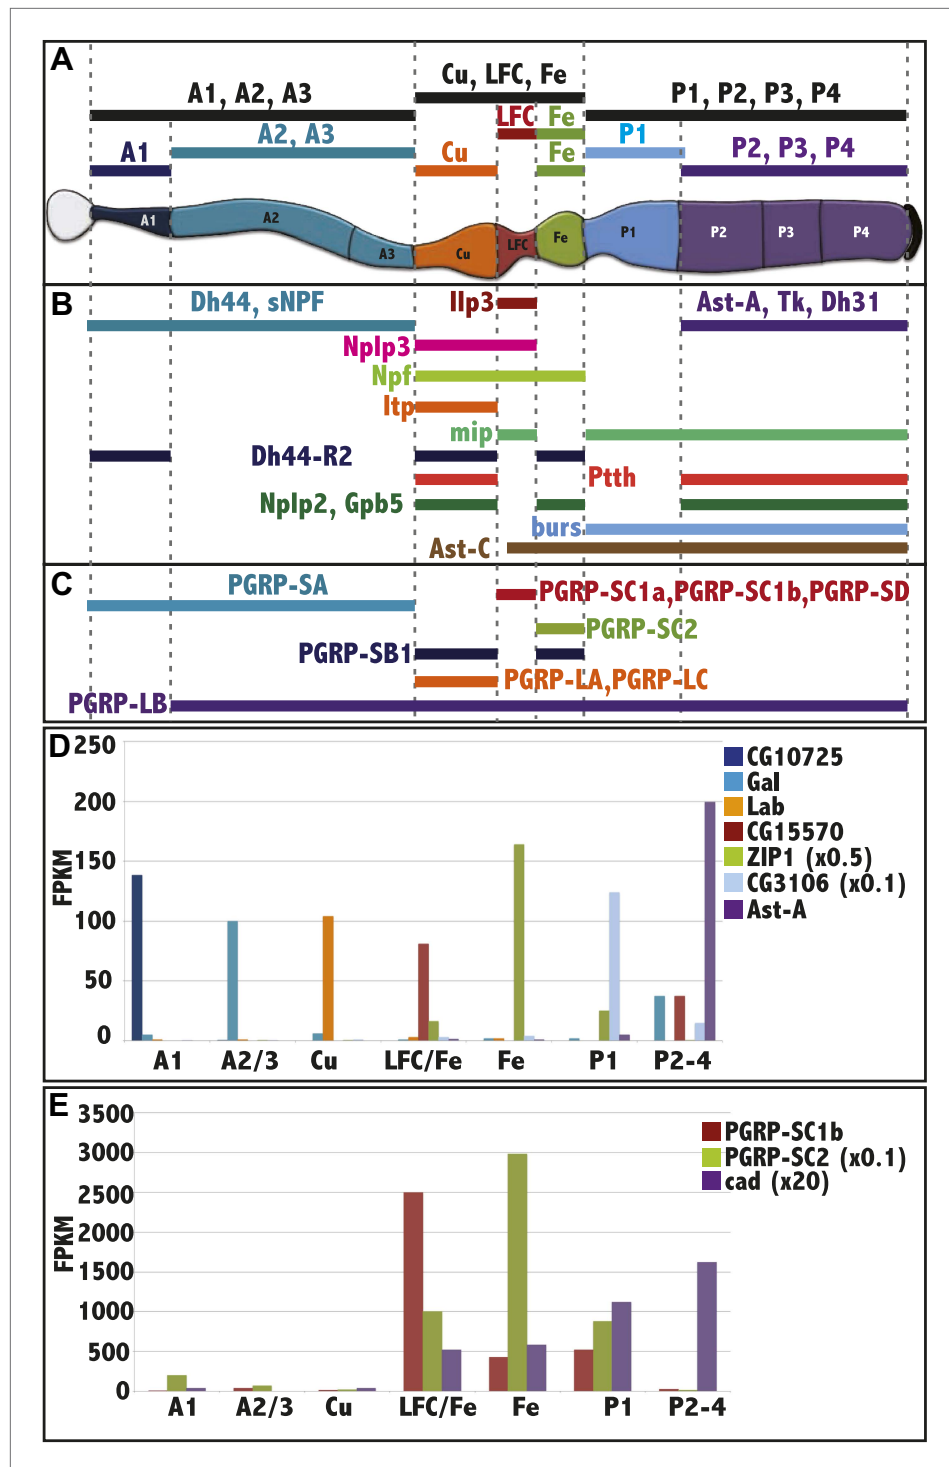 A
Cu, LFC, Fe
A1, A2, A3
P1, P2, P3, P4
LFC
Fe
A2, A3
P1
A1
Cu
Fe
P2, P3, P4
A1
A2
A3
Cu
LFC
Fe
P1
P2
P3
P4
B
Dh44, sNPF
Ilp3
Ast-A, Tk, Dh31
Nplp3
Npf
Itp
mip
Dh44-R2
Ptth
Nplp2, Gpb5
burs
Ast-C
C
PGRP-SA
PGRP-SC1a,PGRP-SC1b,PGRP-SD
PGRP-SC2
PGRP-SB1
PGRP-LA,PGRP-LC
PGRP-LB
D
250
200
150
100
50
0
FPKM
CG10725
Gal
Lab
CG15570
ZIP1 (x0.5)
CG3106 (x0.1)
Ast-A
A1 A2/3 Cu LFC/Fe Fe P1 P2-4
E
3500
3000
2500
2000
1500
1000
500
0
FPKM
PGRP-SC1b
PGRP-SC2 (x0.1)
cad (x20)
A1 A2/3 Cu LFC/Fe Fe P1 P2-4